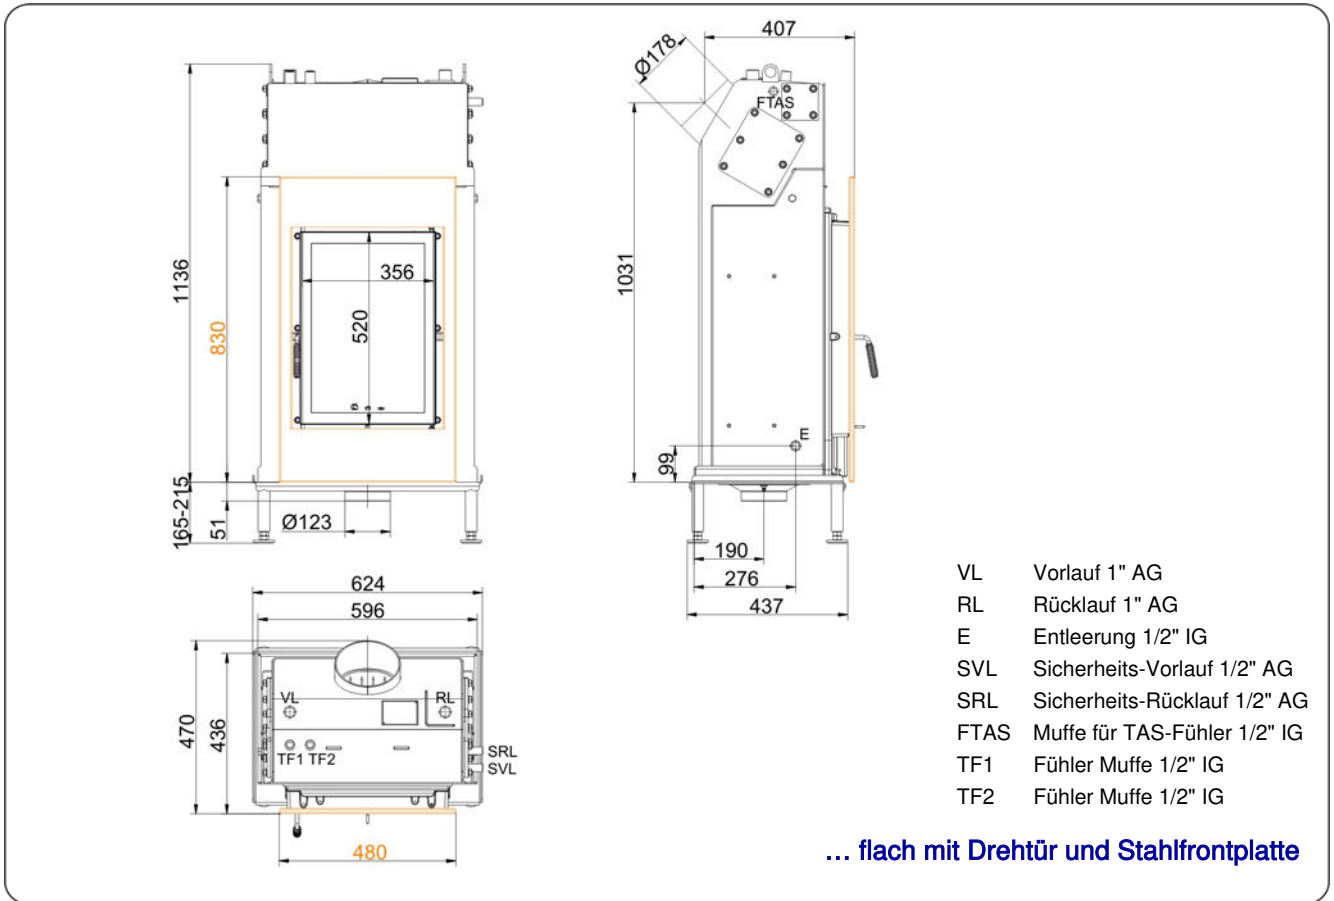 407
Ø178
FTAS
1136
1031
830
356
520
E
99
165-215
51
Ø123
190
276
437
624
596
VL
RL
470
436
TF1 TF2
SRL
SVL
480
VL Vorlauf 1" AG
RL Rücklauf 1" AG
E Entleerung 1/2" IG
SVL Sicherheits-Vorlauf 1/2" AG
SRL Sicherheits-Rücklauf 1/2" AG
FTAS Muffe für TAS-Fühler 1/2" IG
TF1 Fühler Muffe 1/2" IG
TF2 Fühler Muffe 1/2" IG
... flach mit Drehtür und Stahlfrontplatte